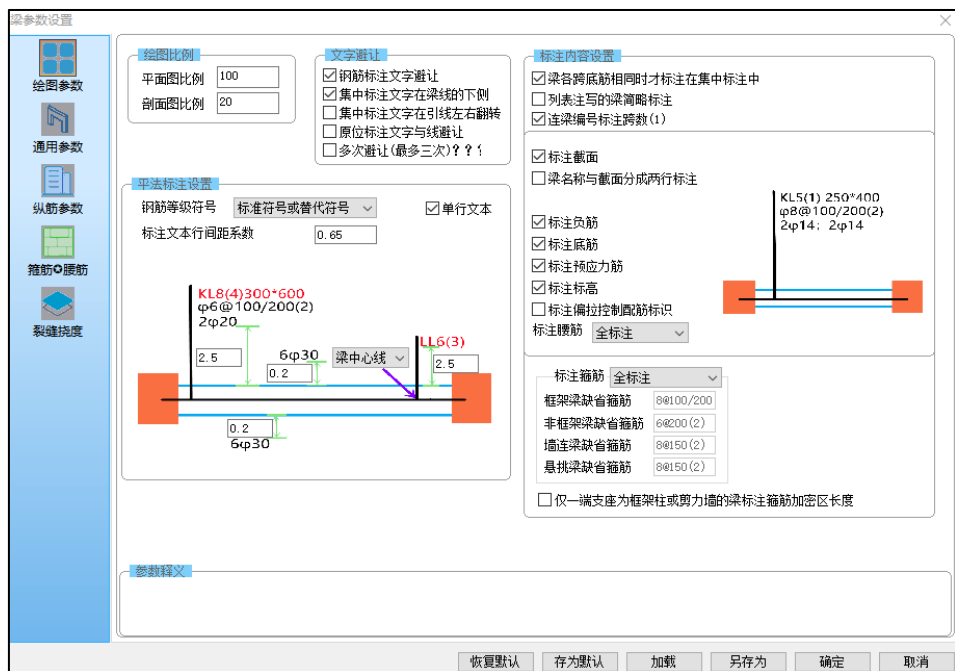 梁参数设置
绘图参数
通用参数
纵筋参数
箍筋✪腰筋
裂缝挠度
绘图比例
平面图比例 100
剖面图比例 20
文字避让
钢筋标注文字避让
集中标注文字在梁线的下侧
集中标注文字在引线左右翻转
原位标注文字与线避让
多次避让(最多三次)？？？
平法标注设置
钢筋等级符号 标准符号或替代符号 单行文本
标注文本行间距系数 0.65
KL8(4)300*600
φ6@100/200(2)
2φ20
2.5
6φ30
0.2
梁中心线
LL6(3)
2.5
0.2
6φ30
标注内容设置
梁各跨底筋相同时才标注在集中标注中
列表注写的梁简略标注
连梁编号标注跨数(1)
标注截面
梁名称与截面分成两行标注
标注负筋
标注底筋
标注预应力筋
标注标高
标注偏拉控制配筋标识
标注腰筋 全标注
KL5(1) 250*400
φ8@100/200(2)
2φ14; 2φ14
标注箍筋 全标注
框架梁缺省箍筋 8@100/200
非框架梁缺省箍筋 6@200(2)
墙连梁缺省箍筋 8@150(2)
悬挑梁缺省箍筋 8@150(2)
仅一端支座为框架柱或剪力墙的梁标注箍筋加密区长度
参数释义
恢复默认 存为默认 加载 另存为 确定 取消